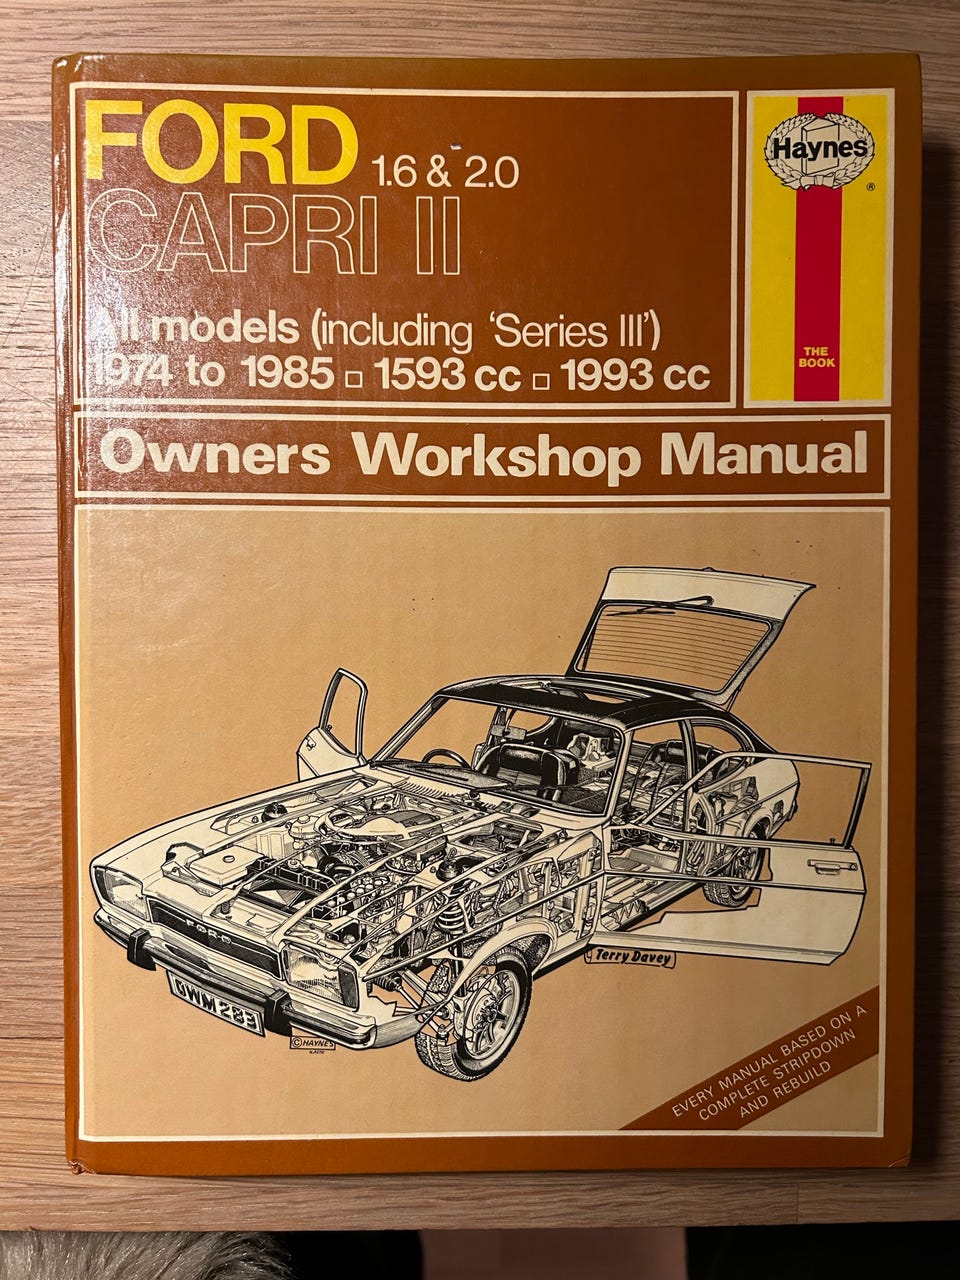 FORD 1.6 & 2.0
CAPRI II
All models (including 'Series III')
1974 to 1985 □ 1593 cc □ 1993 cc
Haynes
®
THE
BOOK
Owners Workshop Manual
FORD
GWM 283
Terry Davey
© HAYNES
EVERY MANUAL BASED ON A
COMPLETE STRIPDOWN
AND REBUILD